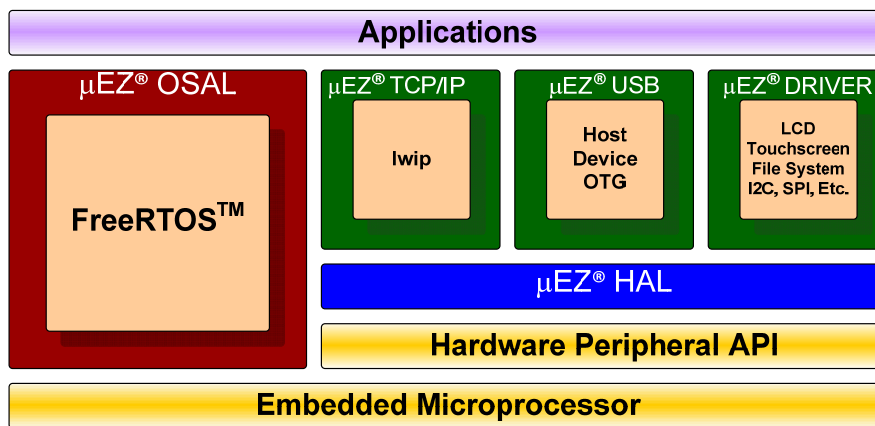 Applications
µEZ® OSAL
FreeRTOS™
µEZ® TCP/IP
lwip
µEZ® USB
Host
Device
OTG
µEZ® DRIVER
LCD
Touchscreen
File System
I2C, SPI, Etc.
µEZ® HAL
Hardware Peripheral API
Embedded Microprocessor